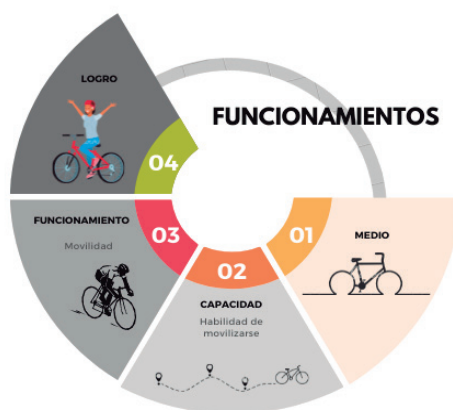 FUNCIONAMIENTOS
01
MEDIO
02
CAPACIDAD
Habilidad de
movilizarse
03
FUNCIONAMIENTO
Movilidad
04
LOGRO